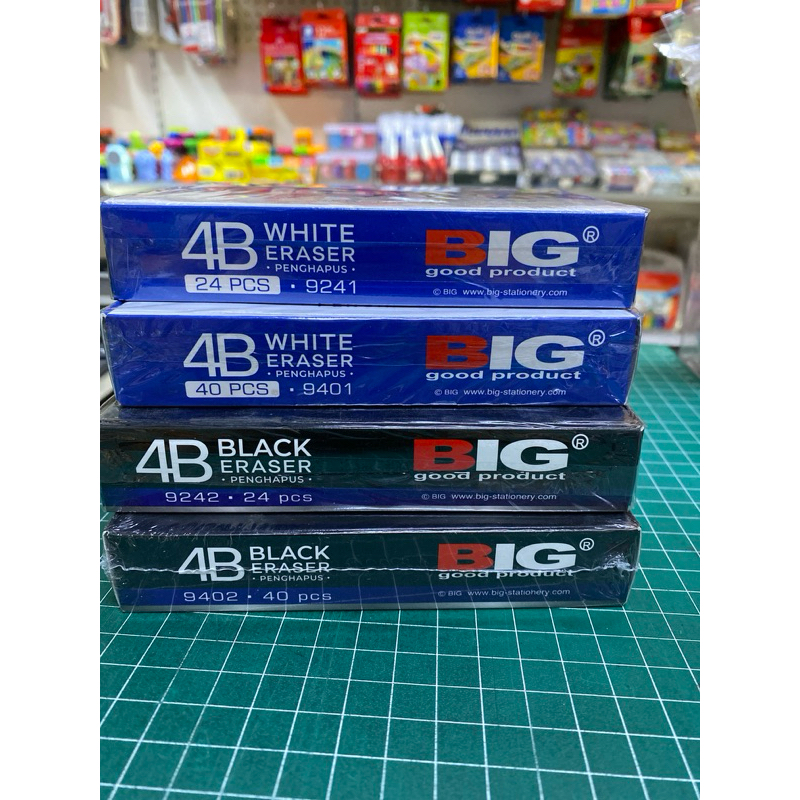 4B WHITE
ERASER
• PENGHAPUS •
24 PCS • 9241
BIG®
good product
© BIG www.big-stationery.com
4B WHITE
ERASER
• PENGHAPUS •
40 PCS • 9401
BIG®
good product
© BIG www.big-stationery.com
4B BLACK
ERASER
• PENGHAPUS •
9242 • 24 pcs
BIG®
good product
© BIG www.big-stationery.com
4B BLACK
ERASER
• PENGHAPUS •
9402 • 40 pcs
BIG®
good product
© BIG www.big-stationery.com